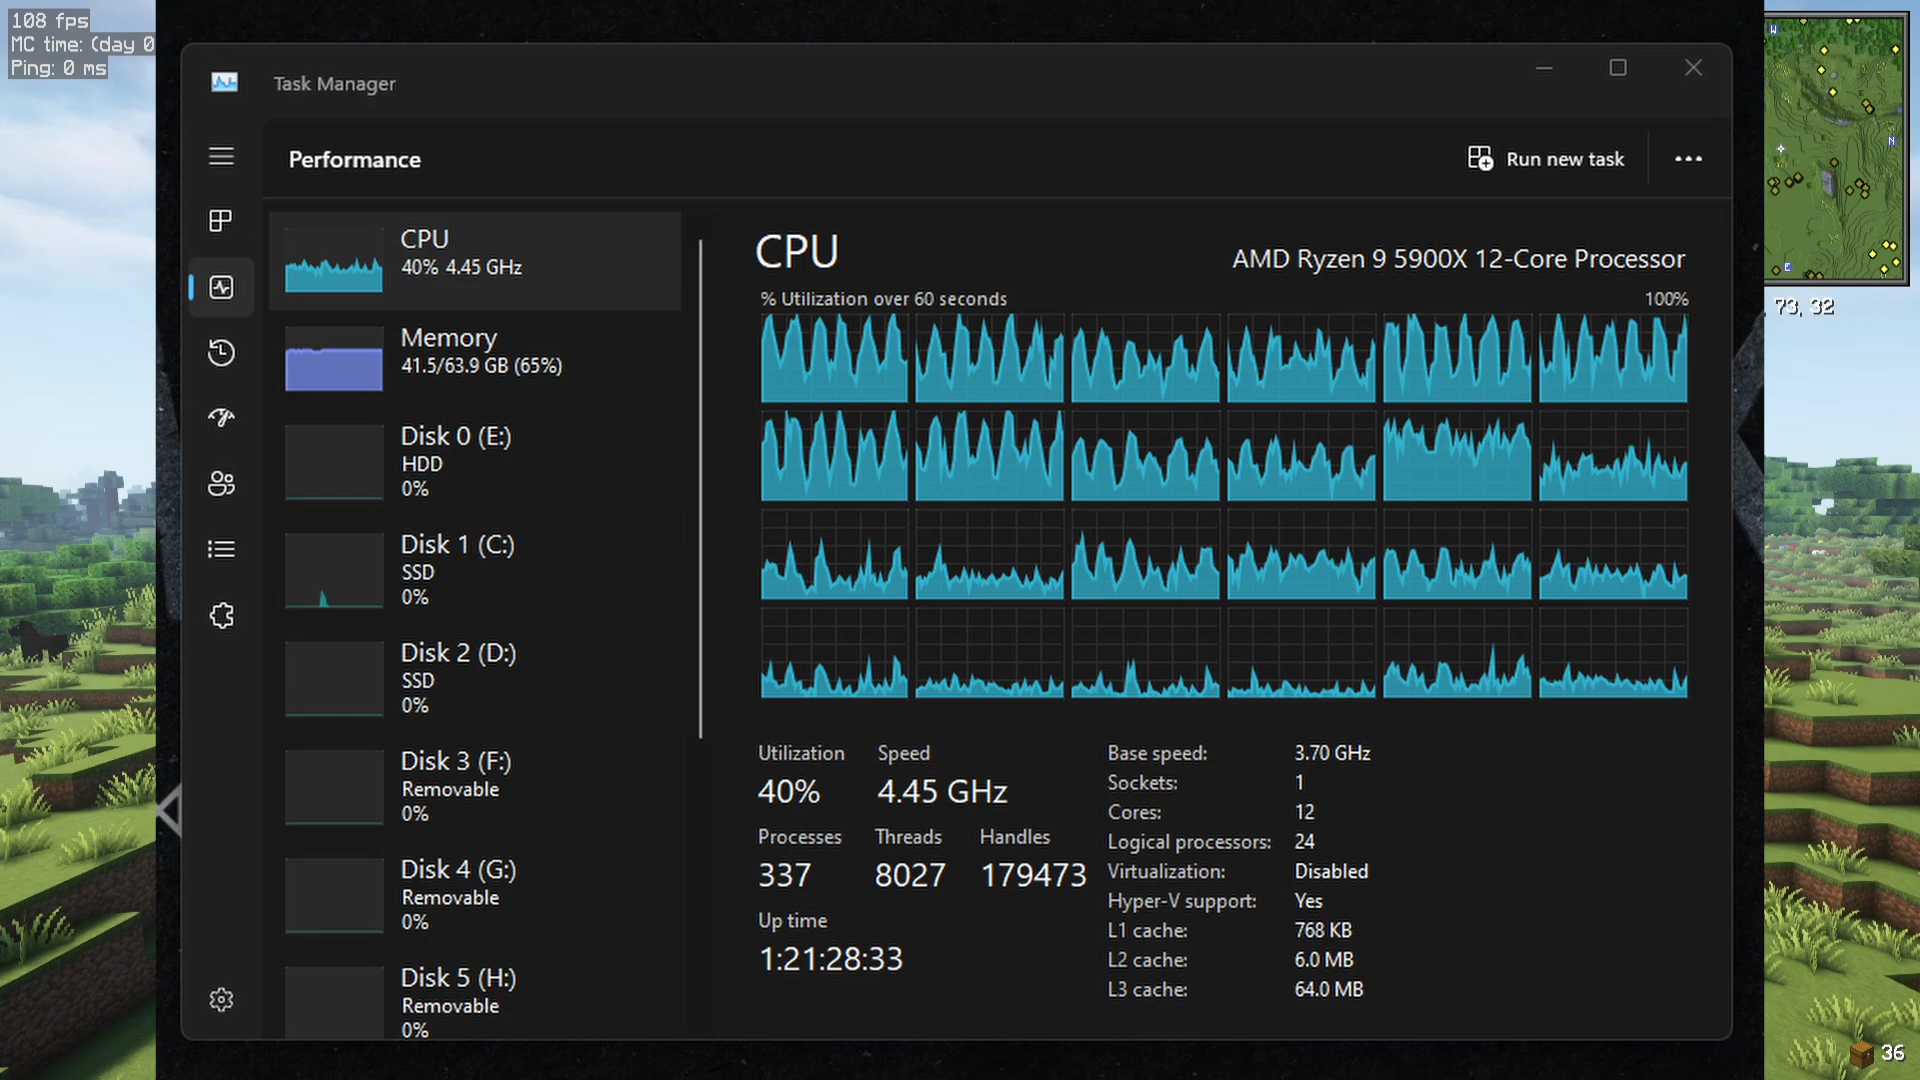 108 fps
MC time: (day 0
Ping: 0 ms
Task Manager
Performance
Run new task
CPU
40% 4.45 GHz
Memory
41.5/63.9 GB (65%)
Disk 0 (E:)
HDD
0%
Disk 1 (C:)
SSD
0%
Disk 2 (D:)
SSD
0%
Disk 3 (F:)
Removable
0%
Disk 4 (G:)
Removable
0%
Disk 5 (H:)
Removable
0%
CPU
AMD Ryzen 9 5900X 12-Core Processor
% Utilization over 60 seconds
100%
Utilization
40%
Speed
4.45 GHz
Processes
337
Threads
8027
Handles
179473
Up time
1:21:28:33
Base speed: 3.70 GHz
Sockets: 1
Cores: 12
Logical processors: 24
Virtualization: Disabled
Hyper-V support: Yes
L1 cache: 768 KB
L2 cache: 6.0 MB
L3 cache: 64.0 MB
W
N
E
, 73, 32
36